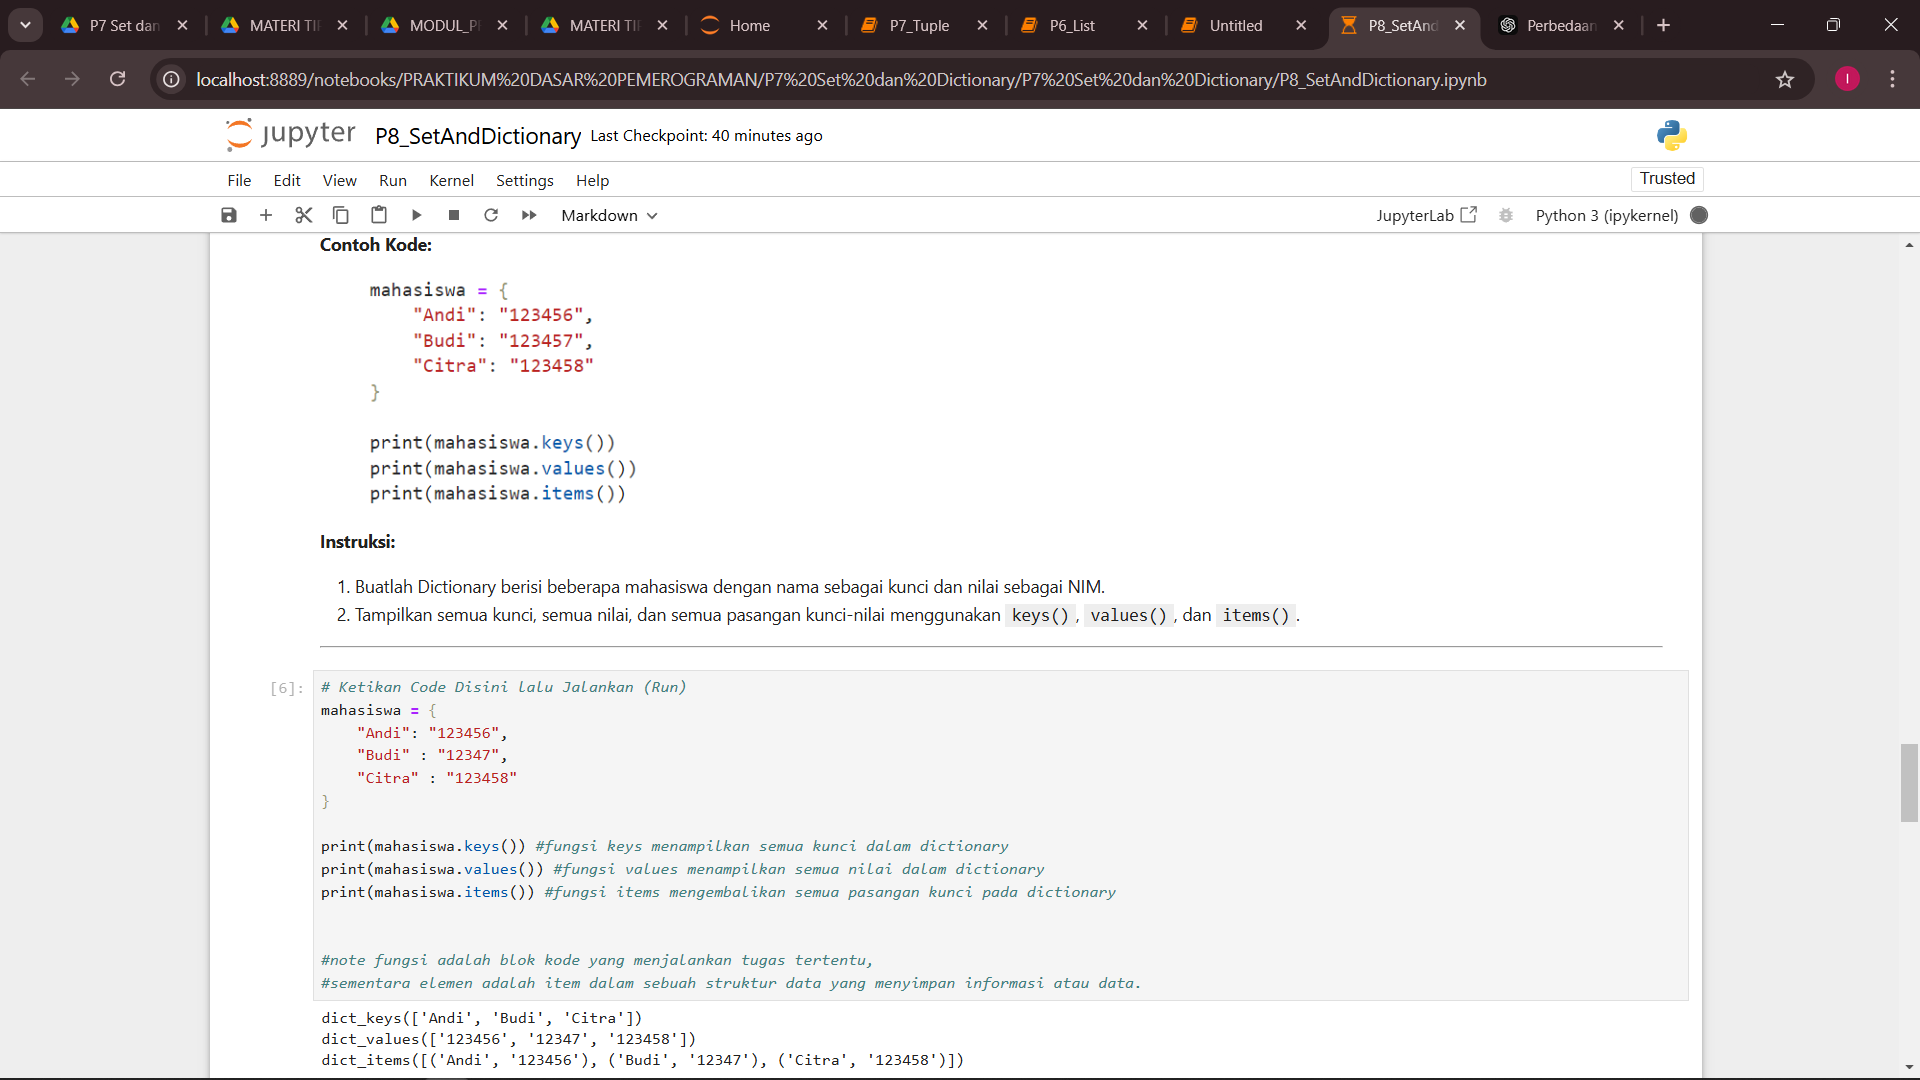 P7 Set dan
MATERI TI
MODUL_P
MATERI TI
Home
P7_Tuple
P6_List
Untitled
P8_SetAnd
Perbedaan
localhost:8889/notebooks/PRAKTIKUM%20DASAR%20PEMEROGRAMAN/P7%20Set%20dan%20Dictionary/P7%20Set%20dan%20Dictionary/P8_SetAndDictionary.ipynb
I
jupyter P8_SetAndDictionary Last Checkpoint: 40 minutes ago
File Edit View Run Kernel Settings Help
Trusted
Markdown
JupyterLab
Python 3 (ipykernel)
Contoh Kode:
mahasiswa = {
"Andi": "123456",
"Budi": "123457",
"Citra": "123458"
}
print(mahasiswa.keys())
print(mahasiswa.values())
print(mahasiswa.items())
Instruksi:
1. Buatlah Dictionary berisi beberapa mahasiswa dengan nama sebagai kunci dan nilai sebagai NIM.
2. Tampilkan semua kunci, semua nilai, dan semua pasangan kunci-nilai menggunakan keys() , values() , dan items() .
[6]:
# Ketikan Code Disini lalu Jalankan (Run)
mahasiswa = {
"Andi": "123456",
"Budi" : "12347",
"Citra" : "123458"
}
print(mahasiswa.keys()) #fungsi keys menampilkan semua kunci dalam dictionary
print(mahasiswa.values()) #fungsi values menampilkan semua nilai dalam dictionary
print(mahasiswa.items()) #fungsi items mengembalikan semua pasangan kunci pada dictionary
#note fungsi adalah blok kode yang menjalankan tugas tertentu,
#sementara elemen adalah item dalam sebuah struktur data yang menyimpan informasi atau data.
dict_keys(['Andi', 'Budi', 'Citra'])
dict_values(['123456', '12347', '123458'])
dict_items([('Andi', '123456'), ('Budi', '12347'), ('Citra', '123458')])